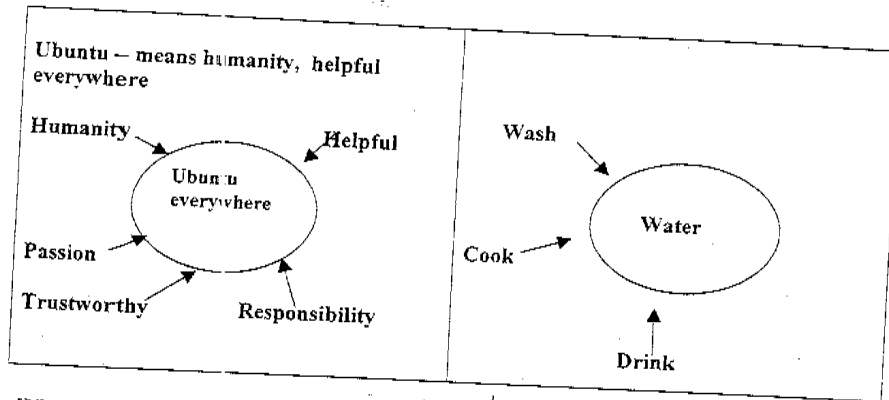 Ubuntu – means humanity, helpful
everywhere
Humanity
Helpful
Ubuntu
everywhere
Passion
Trustworthy
Responsibility
Wash
Water
Cook
Drink